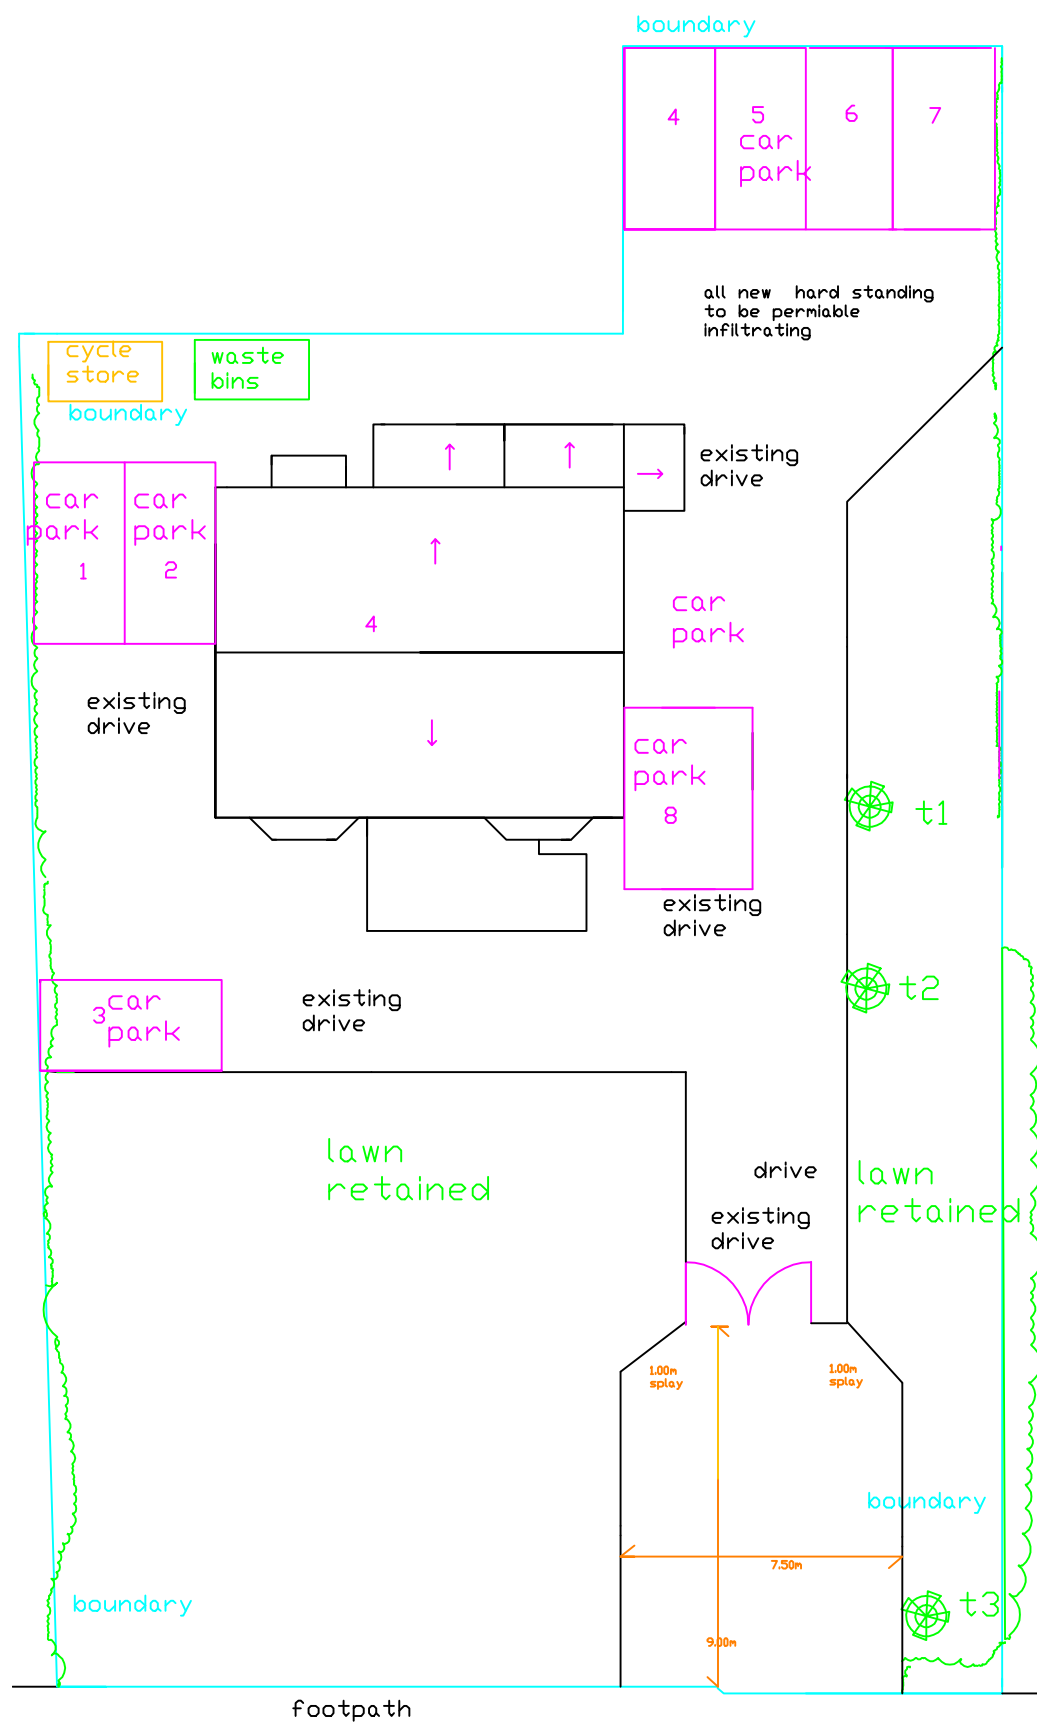 boundary
4
5
6
7
car
park
all new hard standing
to be permiable
infiltrating
cycle
store
waste
bins
boundary
existing
drive
car
park
1
car
park
2
4
car
park
existing
drive
car
park
8
t1
existing
drive
t2
3
car
park
existing
drive
lawn
retained
drive
lawn
retained
existing
drive
1.00m
splay
1.00m
splay
boundary
7.50m
boundary
t3
9.00m
footpath